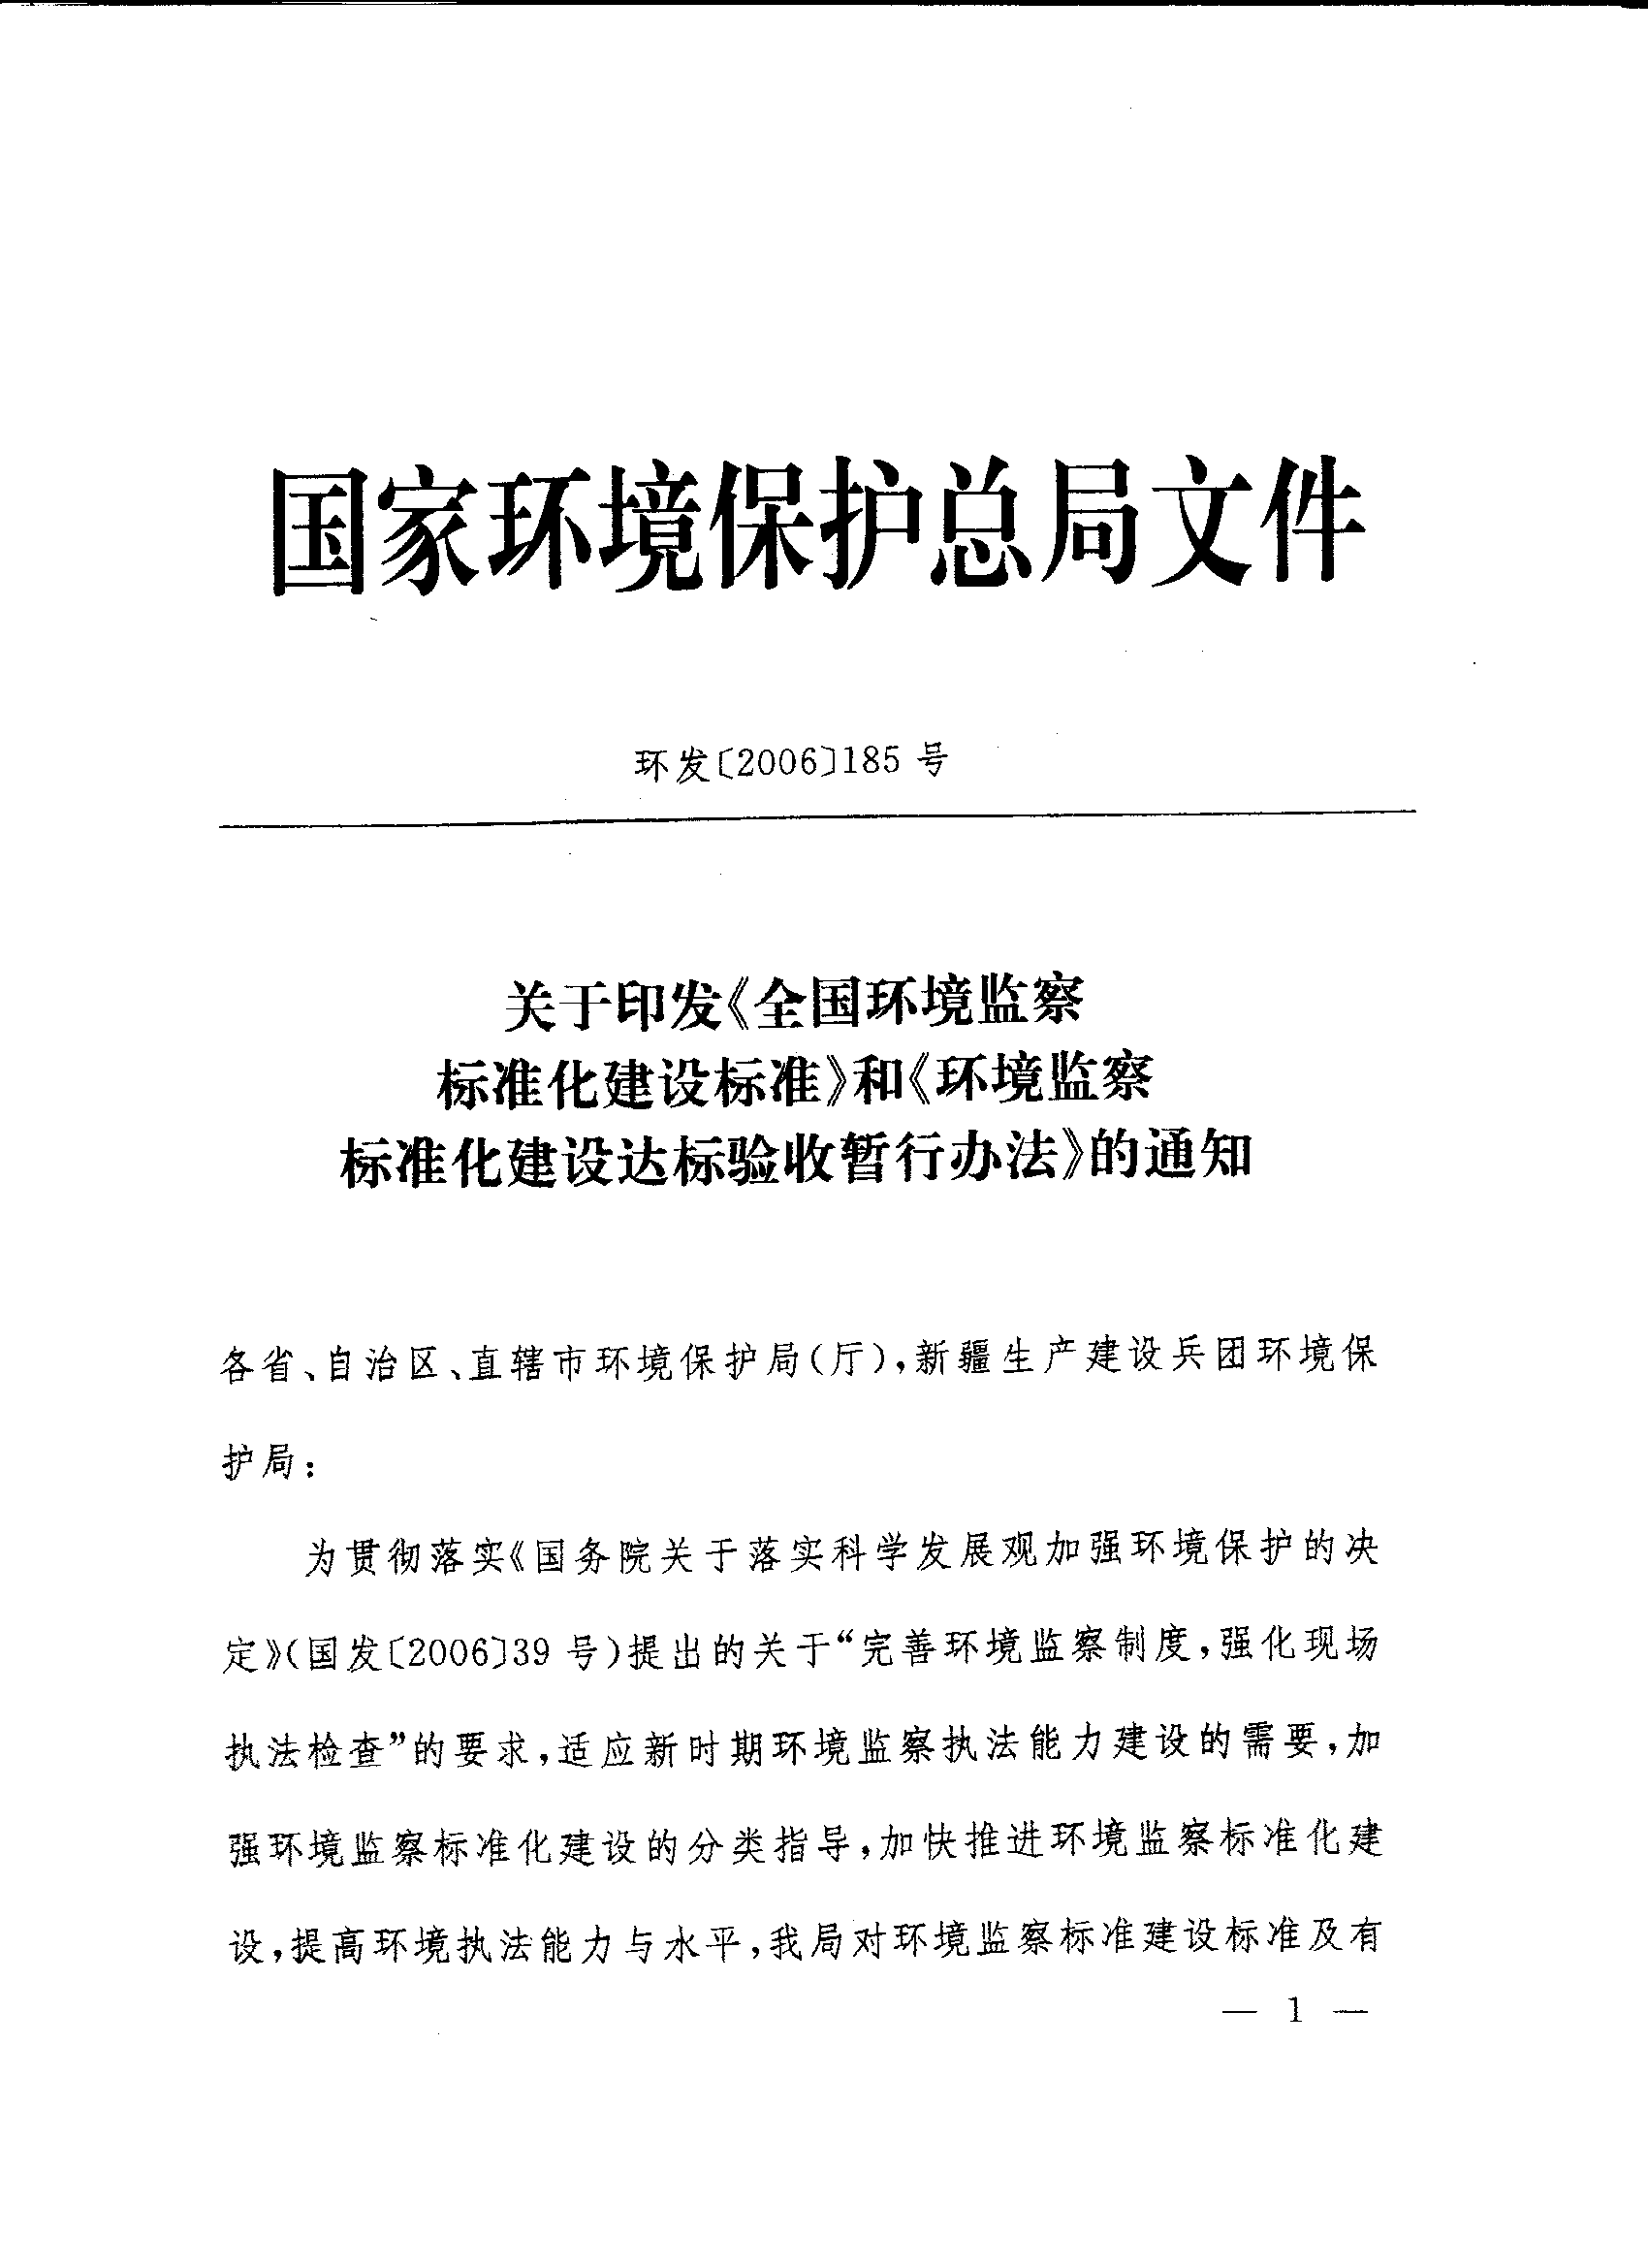 国家环境保护总局文件
环发〔2006〕185 号
关于印发《全国环境监察
标准化建设标准》和《环境监察
标准化建设达标验收暂行办法》的通知
各省、自治区、直辖市环境保护局(厅),新疆生产建设兵团环境保
护局:
为贯彻落实《国务院关于落实科学发展观加强环境保护的决
定》(国发〔2006〕39 号)提出的关于“完善环境监察制度,强化现场
执法检查”的要求,适应新时期环境监察执法能力建设的需要,加
强环境监察标准化建设的分类指导,加快推进环境监察标准化建
设,提高环境执法能力与水平,我局对环境监察标准建设标准及有
— 1 —